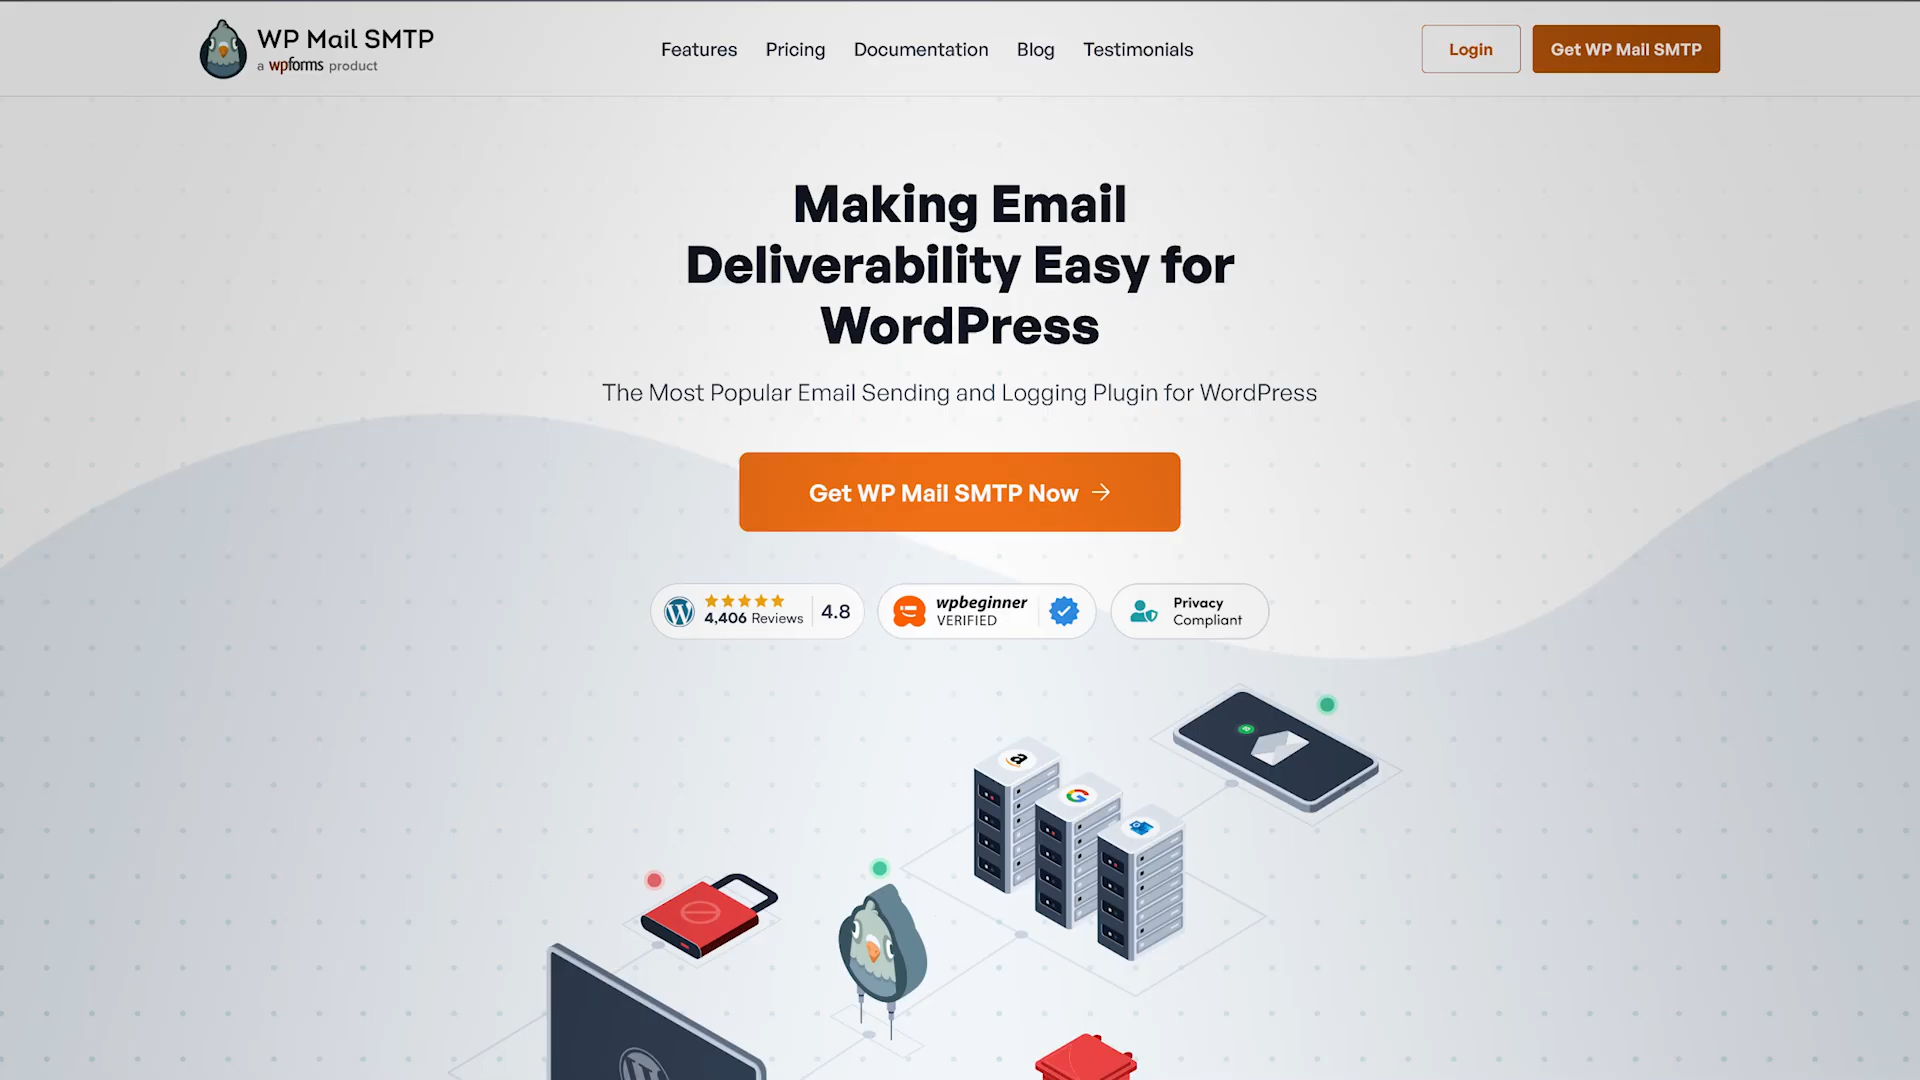 WP Mail SMTP
a wpforms product
Features
Pricing
Documentation
Blog
Testimonials
Login
Get WP Mail SMTP
Making Email
Deliverability Easy for
WordPress
The Most Popular Email Sending and Logging Plugin for WordPress
Get WP Mail SMTP Now
4,406 Reviews
4.8
wpbeginner
VERIFIED
Privacy
Compliant